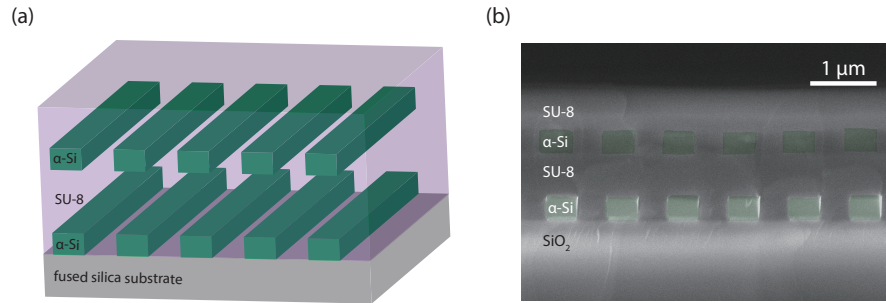 (a)
α-Si
SU-8
α-Si
fused silica substrate
(b)
1 μm
SU-8
α-Si
SU-8
α-Si
SiO₂